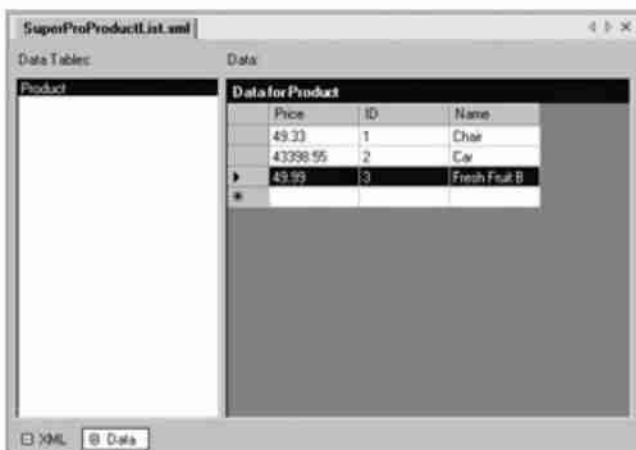 SuperProProductList.xml
Data Tables:
Data:
Product
Data for Product
Price ID Name
49.33 1 Chair
43398.55 2 Car
49.99 3 Fresh Fruit B
XML Data